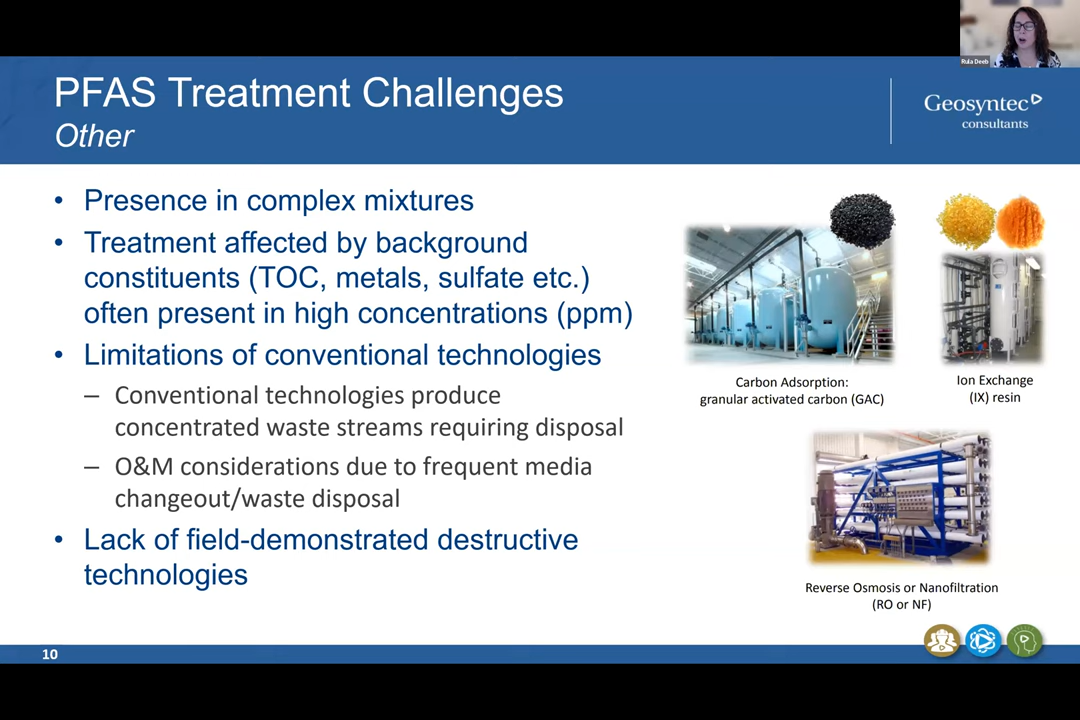 Rula Deeb
PFAS Treatment Challenges
Other
Geosyntec
consultants
• Presence in complex mixtures
• Treatment affected by background
constituents (TOC, metals, sulfate etc.)
often present in high concentrations (ppm)
• Limitations of conventional technologies
– Conventional technologies produce
concentrated waste streams requiring disposal
– O&M considerations due to frequent media
changeout/waste disposal
• Lack of field-demonstrated destructive
technologies
Carbon Adsorption:
granular activated carbon (GAC)
Ion Exchange
(IX) resin
Reverse Osmosis or Nanofiltration
(RO or NF)
10